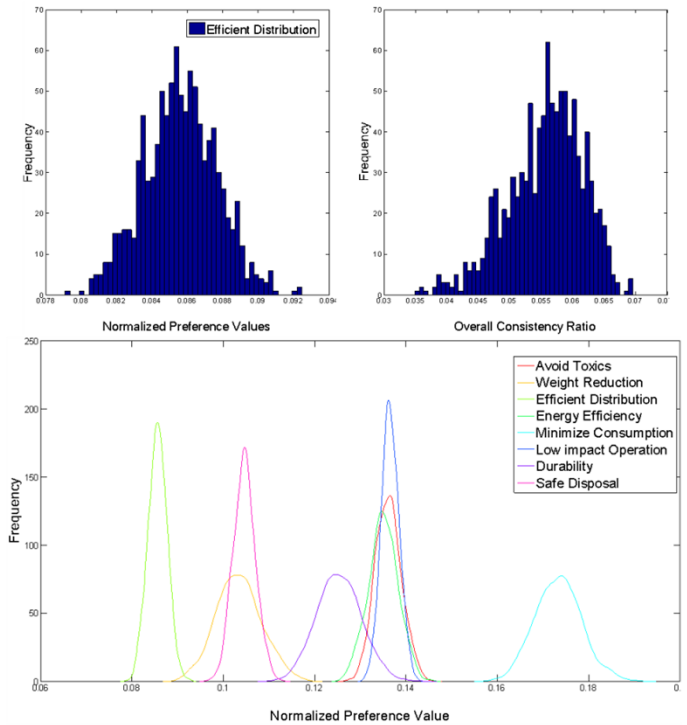 70
60
50
40
30
20
10
0
Frequency
Efficient Distribution
0.078 0.08 0.082 0.084 0.086 0.088 0.09 0.092 0.094
Normalized Preference Values
70
60
50
40
30
20
10
0
Frequency
0.03 0.035 0.04 0.045 0.05 0.055 0.06 0.065 0.07
Overall Consistency Ratio
250
200
150
100
50
0
Frequency
Avoid Toxics
Weight Reduction
Efficient Distribution
Energy Efficiency
Minimize Consumption
Low impact Operation
Durability
Safe Disposal
0.06 0.08 0.1 0.12 0.14 0.16 0.18
Normalized Preference Value